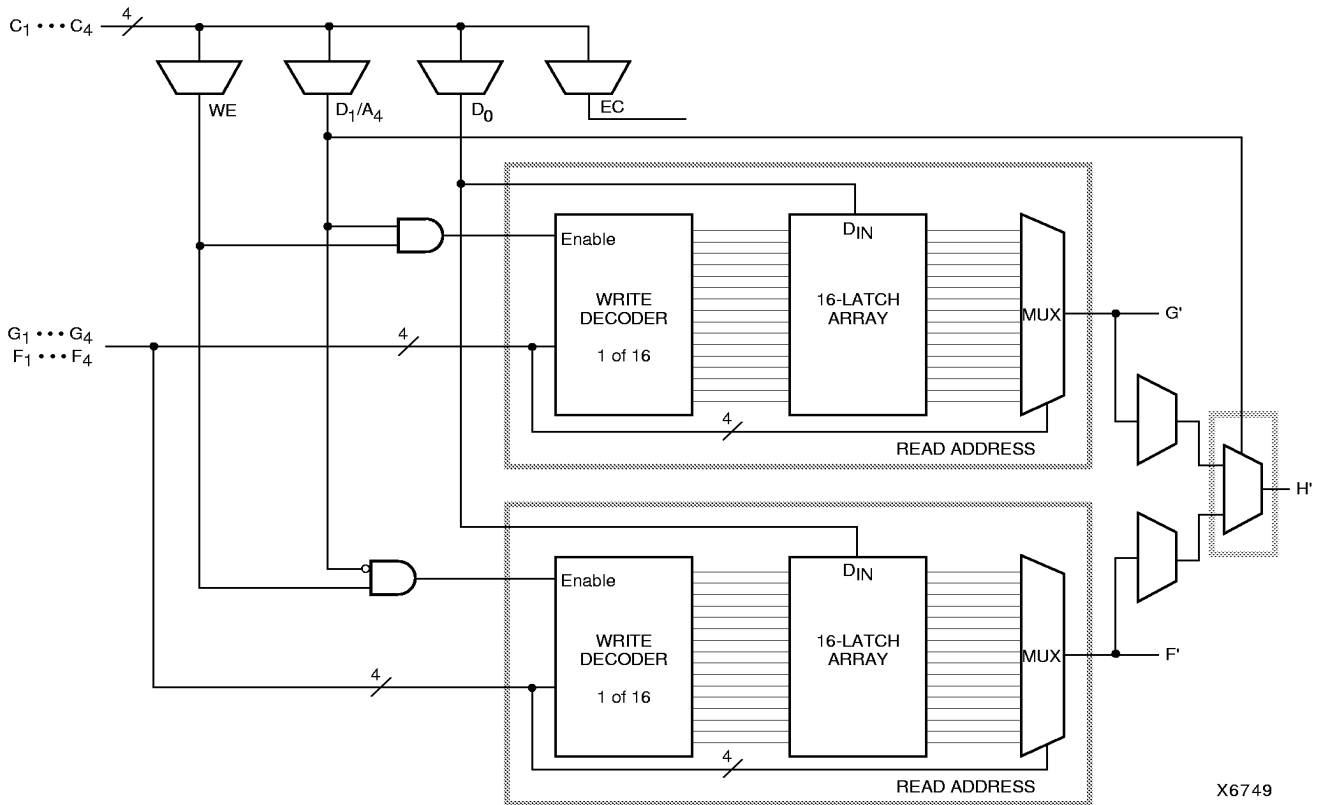 C1 • • • C4
4
WE
D1/A4
D0
EC
Enable
DIN
WRITE
DECODER
1 of 16
16-LATCH
ARRAY
MUX
G'
G1 • • • G4
F1 • • • F4
4
4
READ ADDRESS
H'
Enable
DIN
WRITE
DECODER
1 of 16
16-LATCH
ARRAY
MUX
F'
4
4
READ ADDRESS
X6749